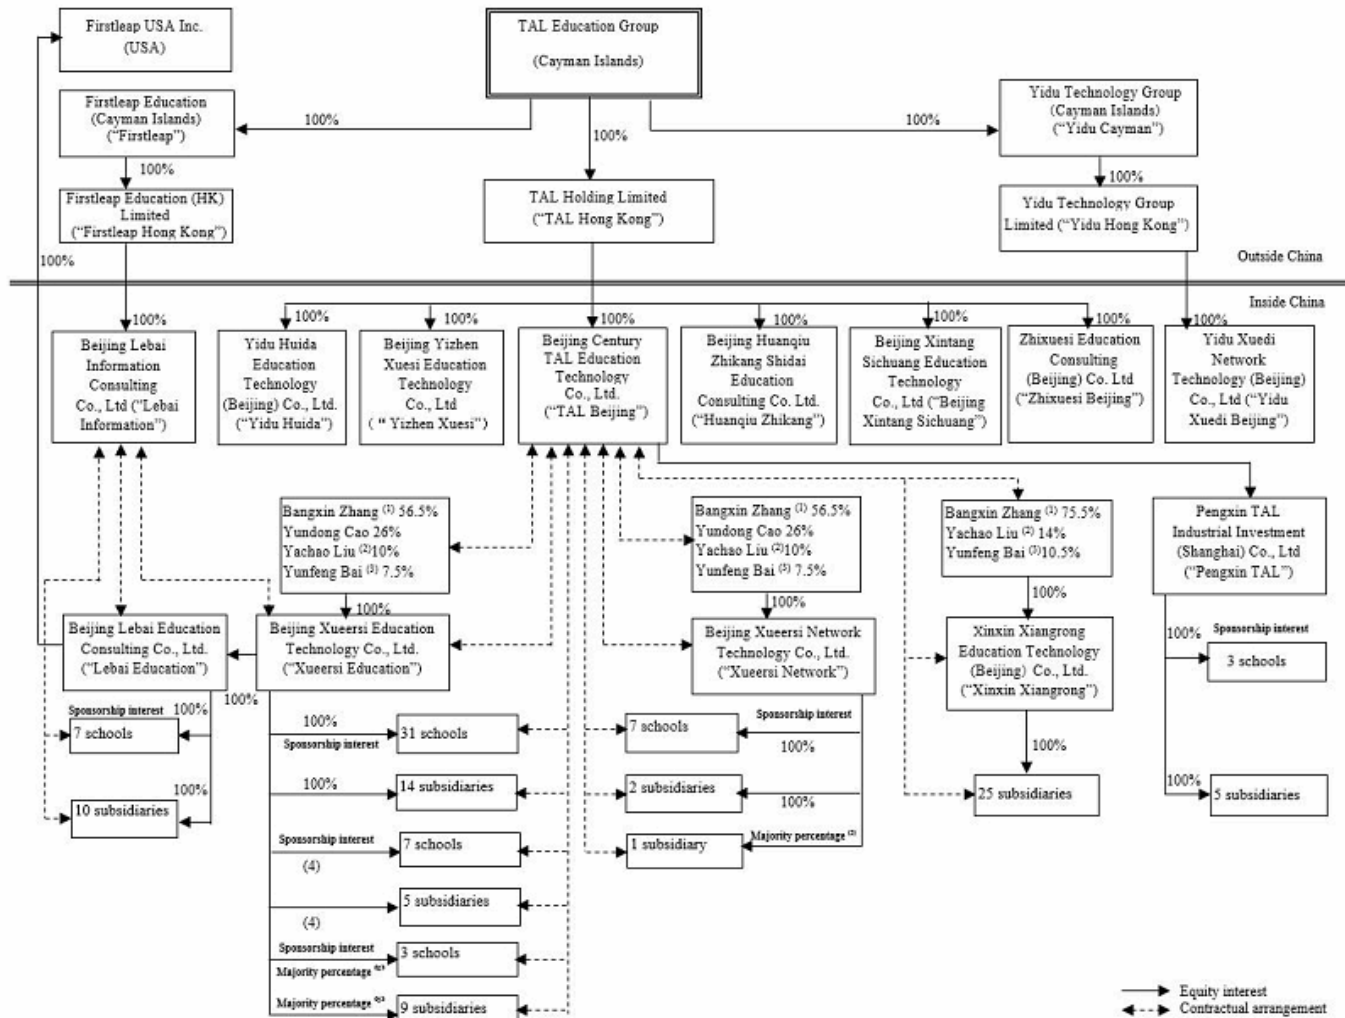 Firstleap USA Inc.
(USA)
TAL Education Group
(Cayman Islands)
Firstleap Education
(Cayman Islands)
("Firstleap")
100%
100%
100%
Yidu Technology Group
(Cayman Islands)
("Yidu Cayman")
100%
100%
Firstleap Education (HK)
Limited
("Firstleap Hong Kong")
TAL Holding Limited
("TAL Hong Kong")
Yidu Technology Group
Limited ("Yidu Hong Kong")
100%
Outside China
Inside China
100%
100%
100%
100%
100%
100%
100%
100%
Beijing Lebai
Information
Consulting
Co., Ltd ("Lebai
Information")
Yidu Huida
Education
Technology
(Beijing) Co., Ltd.
("Yidu Huida")
Beijing Yizhen
Xuesi Education
Technology
Co., Ltd
(" Yizhen Xuesi")
Beijing Century
TAL Education
Technology
Co., Ltd.
("TAL Beijing")
Beijing Huanqiu
Zhikang Shidai
Education
Consulting Co. Ltd.
("Huanqiu Zhikang")
Beijing Xintang
Sichuang Education
Technology
Co., Ltd ("Beijing
Xintang Sichuang")
Zhixuesi Education
Consulting
(Beijing) Co. Ltd
("Zhixuesi Beijing")
Yidu Xuedi
Network
Technology (Beijing)
Co., Ltd ("Yidu
Xuedi Beijing")
Bangxin Zhang (1) 56.5%
Yundong Cao 26%
Yachao Liu (2)10%
Yunfeng Bai (3) 7.5%
Bangxin Zhang (1) 56.5%
Yundong Cao 26%
Yachao Liu (2)10%
Yunfeng Bai (3) 7.5%
Bangxin Zhang (1) 75.5%
Yachao Liu (2) 14%
Yunfeng Bai (3)10.5%
Pengxin TAL
Industrial Investment
(Shanghai) Co., Ltd
("Pengxin TAL")
100%
100%
100%
Beijing Lebai Education
Consulting Co., Ltd.
("Lebai Education")
Beijing Xueersi Education
Technology Co., Ltd.
("Xueersi Education")
Beijing Xueersi Network
Technology Co., Ltd.
("Xueersi Network")
Xinxin Xiangrong
Education Technology
(Beijing) Co., Ltd.
("Xinxin Xiangrong")
100%
Sponsorship interest
3 schools
100%
Sponsorship interest
100%
7 schools
100%
Sponsorship interest
31 schools
7 schools
Sponsorship interest
100%
100%
100%
10 subsidiaries
100%
14 subsidiaries
2 subsidiaries
100%
25 subsidiaries
100%
5 subsidiaries
Sponsorship interest
(4)
7 schools
1 subsidiary
Majority percentage
(4)
5 subsidiaries
Sponsorship interest
Majority percentage
3 schools
Majority percentage
9 subsidiaries
Equity interest
Contractual arrangement